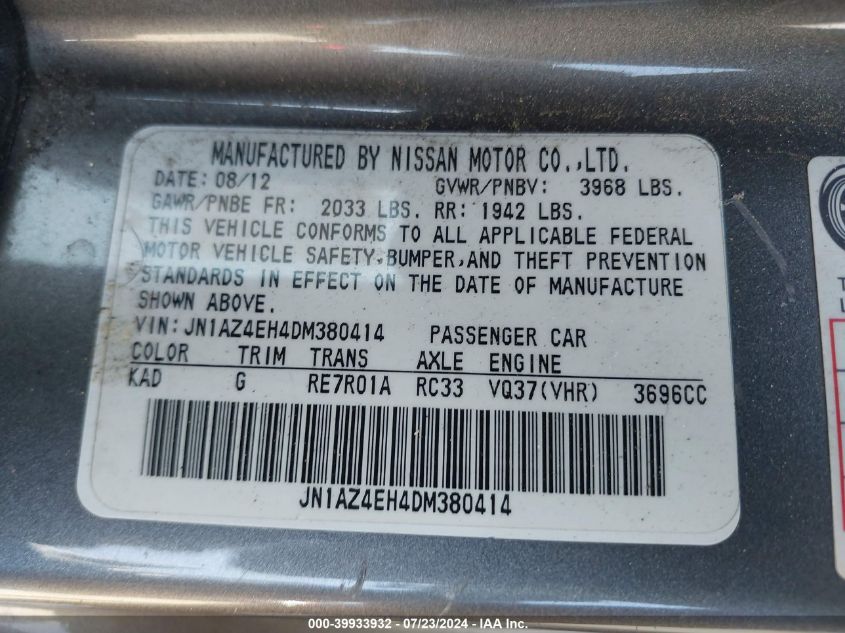 MANUFACTURED BY NISSAN MOTOR CO.,LTD.
DATE: 08/12 GVWR/PNBV: 3968 LBS.
GAWR/PNBE FR: 2033 LBS. RR: 1942 LBS.
THIS VEHICLE CONFORMS TO ALL APPLICABLE FEDERAL
MOTOR VEHICLE SAFETY,BUMPER,AND THEFT PREVENTION
STANDARDS IN EFFECT ON THE DATE OF MANUFACTURE
SHOWN ABOVE.
VIN: JN1AZ4EH4DM380414 PASSENGER CAR
COLOR TRIM TRANS AXLE ENGINE
KAD G RE7R01A RC33 VQ37(VHR) 3696CC
JN1AZ4EH4DM380414
000-39933932 / 07/23/2024 - IAA Inc.